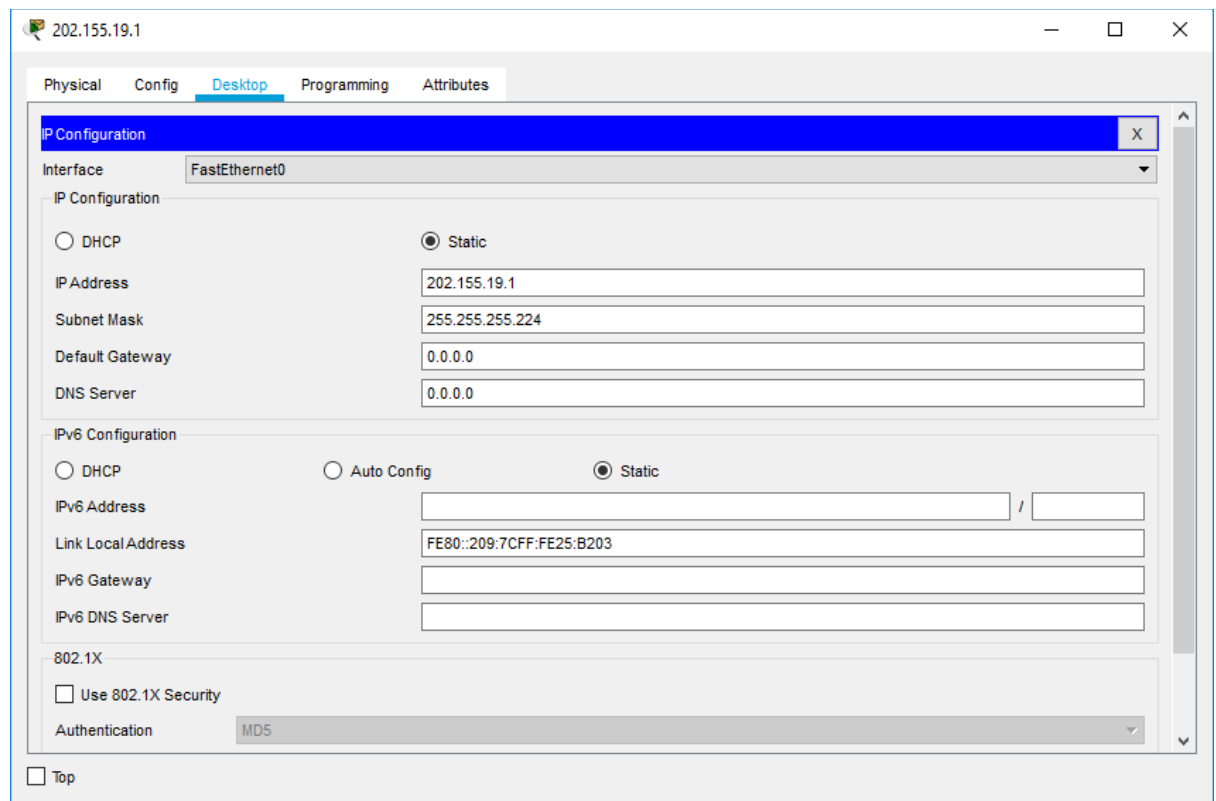 202.155.19.1
Physical Config Desktop Programming Attributes
IP Configuration X
Interface FastEthernet0
IP Configuration
DHCP Static
IP Address 202.155.19.1
Subnet Mask 255.255.255.224
Default Gateway 0.0.0.0
DNS Server 0.0.0.0
IPv6 Configuration
DHCP Auto Config Static
IPv6 Address /
Link Local Address FE80::209:7CFF:FE25:B203
IPv6 Gateway
IPv6 DNS Server
802.1X
Use 802.1X Security
Authentication MD5
Top